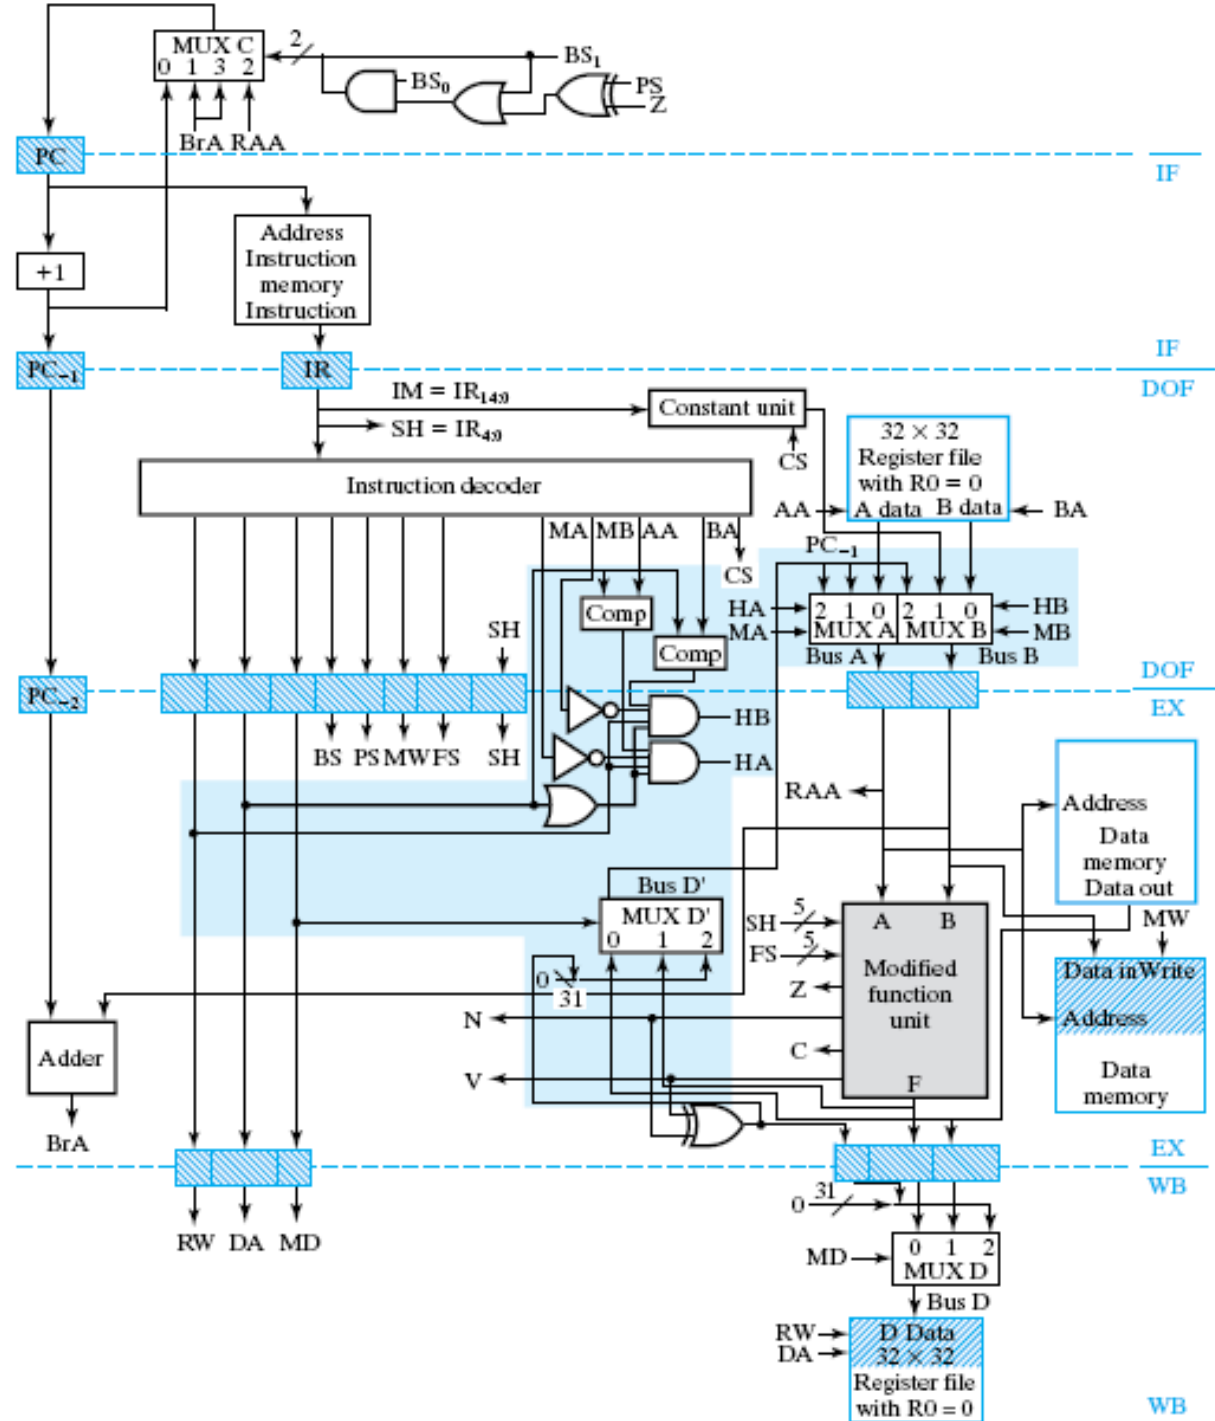 MUX C
0 1 3 2
2
BS1
BS0
PS
Z
BrA RAA
PC
IF
Address
Instruction
memory
Instruction
+1
PC-1
IR
IF
DOF
IM = IR14:0
SH = IR4:0
Constant unit
CS
32 × 32
Register file
with R0 = 0
A data B data
AA
BA
Instruction decoder
MA MB AA BA
CS
PC-1
Comp
Comp
HA
MA
2 1 0 2 1 0
MUX A MUX B
HB
MB
Bus A
Bus B
SH
PC-2
DOF
EX
BS PS MW FS SH
HB
HA
RAA
Address
Data
memory
Data out
MW
Bus D'
MUX D'
0 1 2
0
31
SH 5
FS 5
A B
Modified
function
unit
F
Z
N
C
V
Data in Write
Address
Data
memory
Adder
BrA
EX
WB
RW DA MD
0 31
MD
0 1 2
MUX D
Bus D
RW
DA
D Data
32 × 32
Register file
with R0 = 0
WB